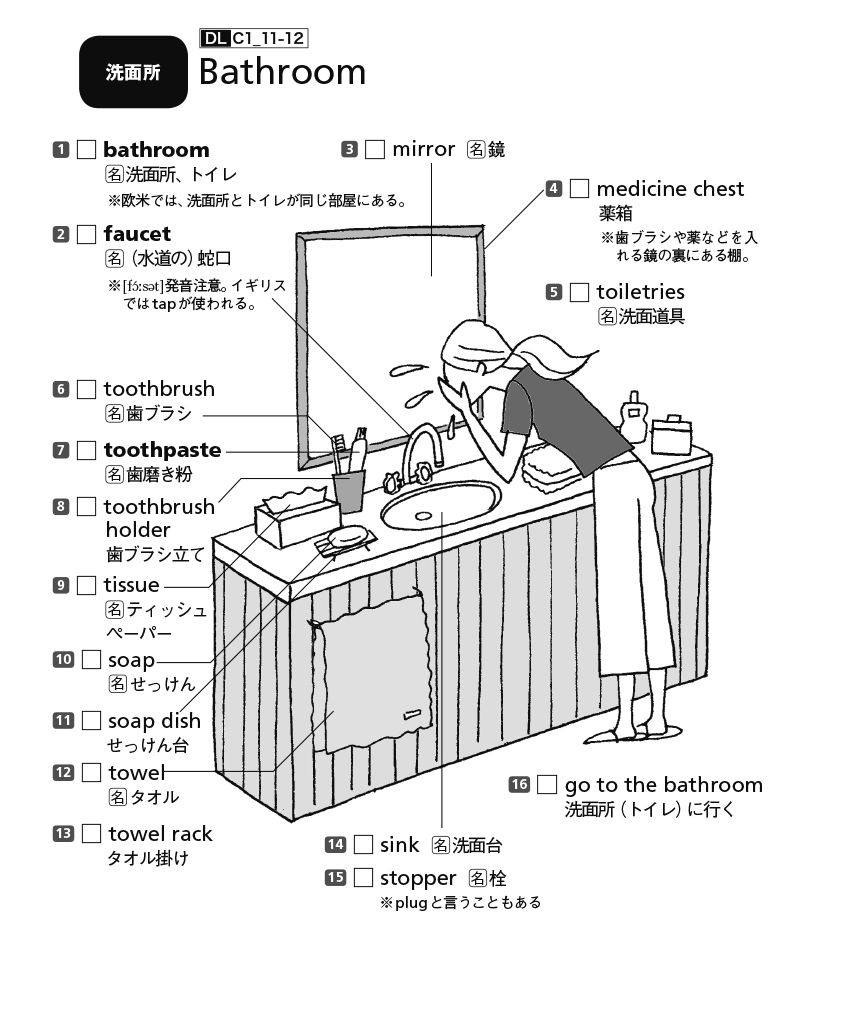 洗面所
DL C1_11-12
Bathroom
1 bathroom
名 洗面所、トイレ
※欧米では、洗面所とトイレが同じ部屋にある。
2 faucet
名（水道の）蛇口
※[fɔ́ːsət]発音注意。イギリス
ではtapが使われる。
3 mirror 名 鏡
4 medicine chest
薬箱
※歯ブラシや薬などを入
れる鏡の裏にある棚。
5 toiletries
名 洗面道具
6 toothbrush
名 歯ブラシ
7 toothpaste
名 歯磨き粉
8 toothbrush
holder
歯ブラシ立て
9 tissue
名 ティッシュ
ペーパー
10 soap
名 せっけん
11 soap dish
せっけん台
12 towel
名 タオル
13 towel rack
タオル掛け
14 sink 名 洗面台
15 stopper 名 栓
※plugと言うこともある
16 go to the bathroom
洗面所（トイレ）に行く